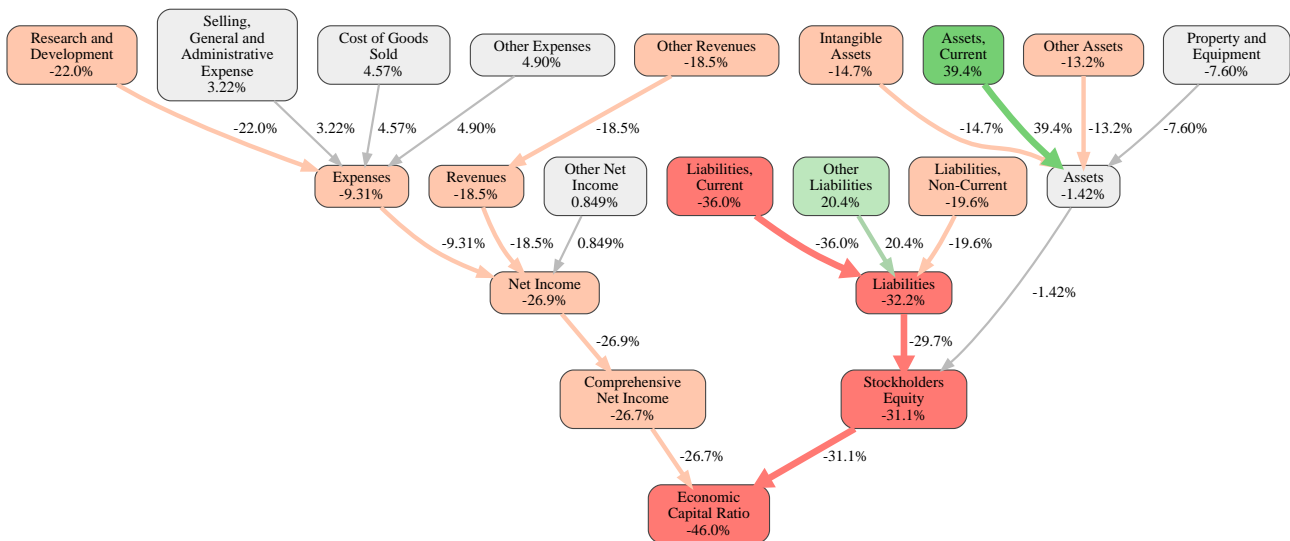 Research and
Development
-22.0%
Selling,
General and
Administrative
Expense
3.22%
Cost of Goods
Sold
4.57%
Other Expenses
4.90%
Other Revenues
-18.5%
Intangible
Assets
-14.7%
Assets,
Current
39.4%
Other Assets
-13.2%
Property and
Equipment
-7.60%
-22.0%
3.22%
4.57%
4.90%
-18.5%
-14.7%
39.4%
-13.2%
-7.60%
Expenses
-9.31%
Revenues
-18.5%
Other Net
Income
0.849%
Liabilities,
Current
-36.0%
Other
Liabilities
20.4%
Liabilities,
Non-Current
-19.6%
Assets
-1.42%
-9.31%
-18.5%
0.849%
-36.0%
20.4%
-19.6%
Net Income
-26.9%
Liabilities
-32.2%
-1.42%
-26.9%
-29.7%
Comprehensive
Net Income
-26.7%
Stockholders
Equity
-31.1%
-26.7%
-31.1%
Economic
Capital Ratio
-46.0%